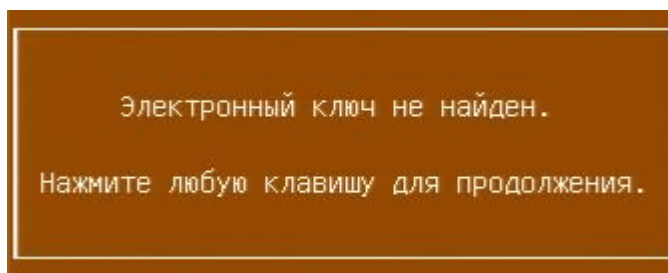 Электронный ключ не найден.
Нажмите любую клавишу для продолжения.